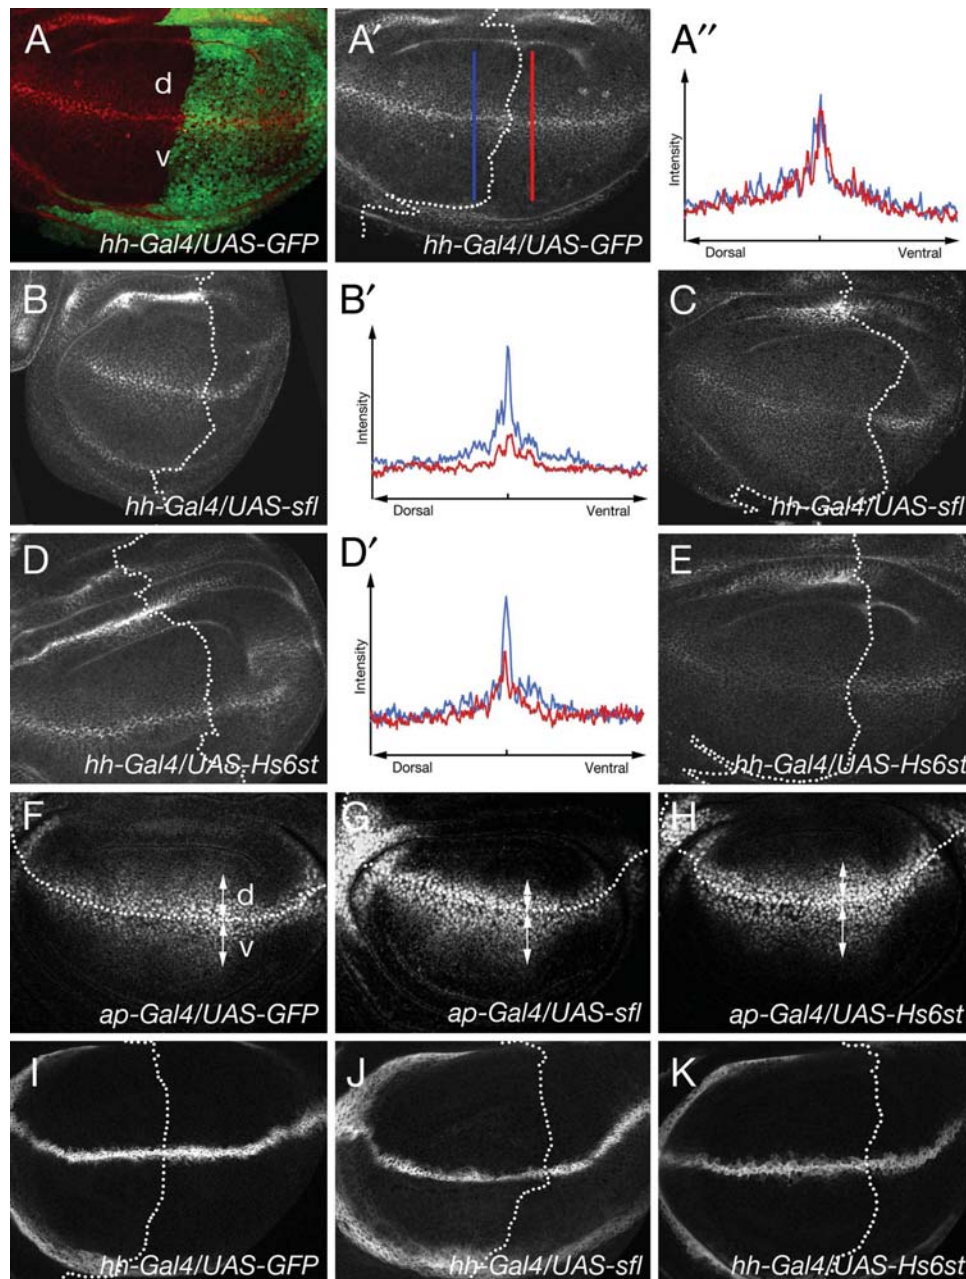 A
d
v
hh-Gal4/UAS-GFP
A′
hh-Gal4/UAS-GFP
A″
Intensity
Dorsal
Ventral
B
hh-Gal4/UAS-sfl
B′
Intensity
Dorsal
Ventral
C
hh-Gal4/UAS-sfl
D
hh-Gal4/UAS-Hs6st
D′
Intensity
Dorsal
Ventral
E
hh-Gal4/UAS-Hs6st
F
d
v
ap-Gal4/UAS-GFP
G
ap-Gal4/UAS-sfl
H
ap-Gal4/UAS-Hs6st
I
hh-Gal4/UAS-GFP
J
hh-Gal4/UAS-sfl
K
hh-Gal4/UAS-Hs6st